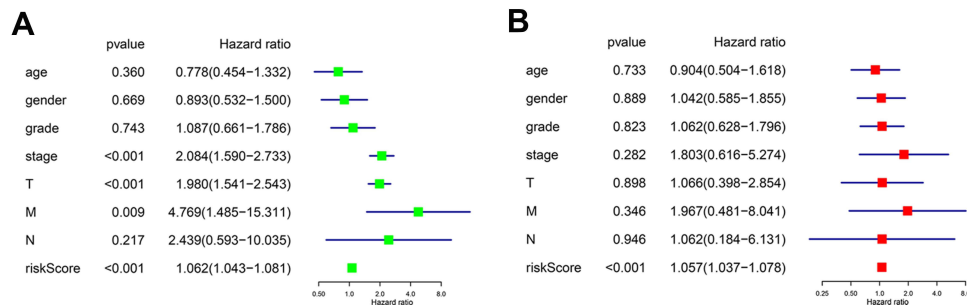 A
pvalue Hazard ratio
age 0.360 0.778(0.454−1.332)
gender 0.669 0.893(0.532−1.500)
grade 0.743 1.087(0.661−1.786)
stage <0.001 2.084(1.590−2.733)
T <0.001 1.980(1.541−2.543)
M 0.009 4.769(1.485−15.311)
N 0.217 2.439(0.593−10.035)
riskScore <0.001 1.062(1.043−1.081)
0.50 1.0 2.0 4.0 8.0
Hazard ratio
B
pvalue Hazard ratio
age 0.733 0.904(0.504−1.618)
gender 0.889 1.042(0.585−1.855)
grade 0.823 1.062(0.628−1.796)
stage 0.282 1.803(0.616−5.274)
T 0.898 1.066(0.398−2.854)
M 0.346 1.967(0.481−8.041)
N 0.946 1.062(0.184−6.131)
riskScore <0.001 1.057(1.037−1.078)
0.25 0.50 1.0 2.0 4.0 8.0
Hazard ratio